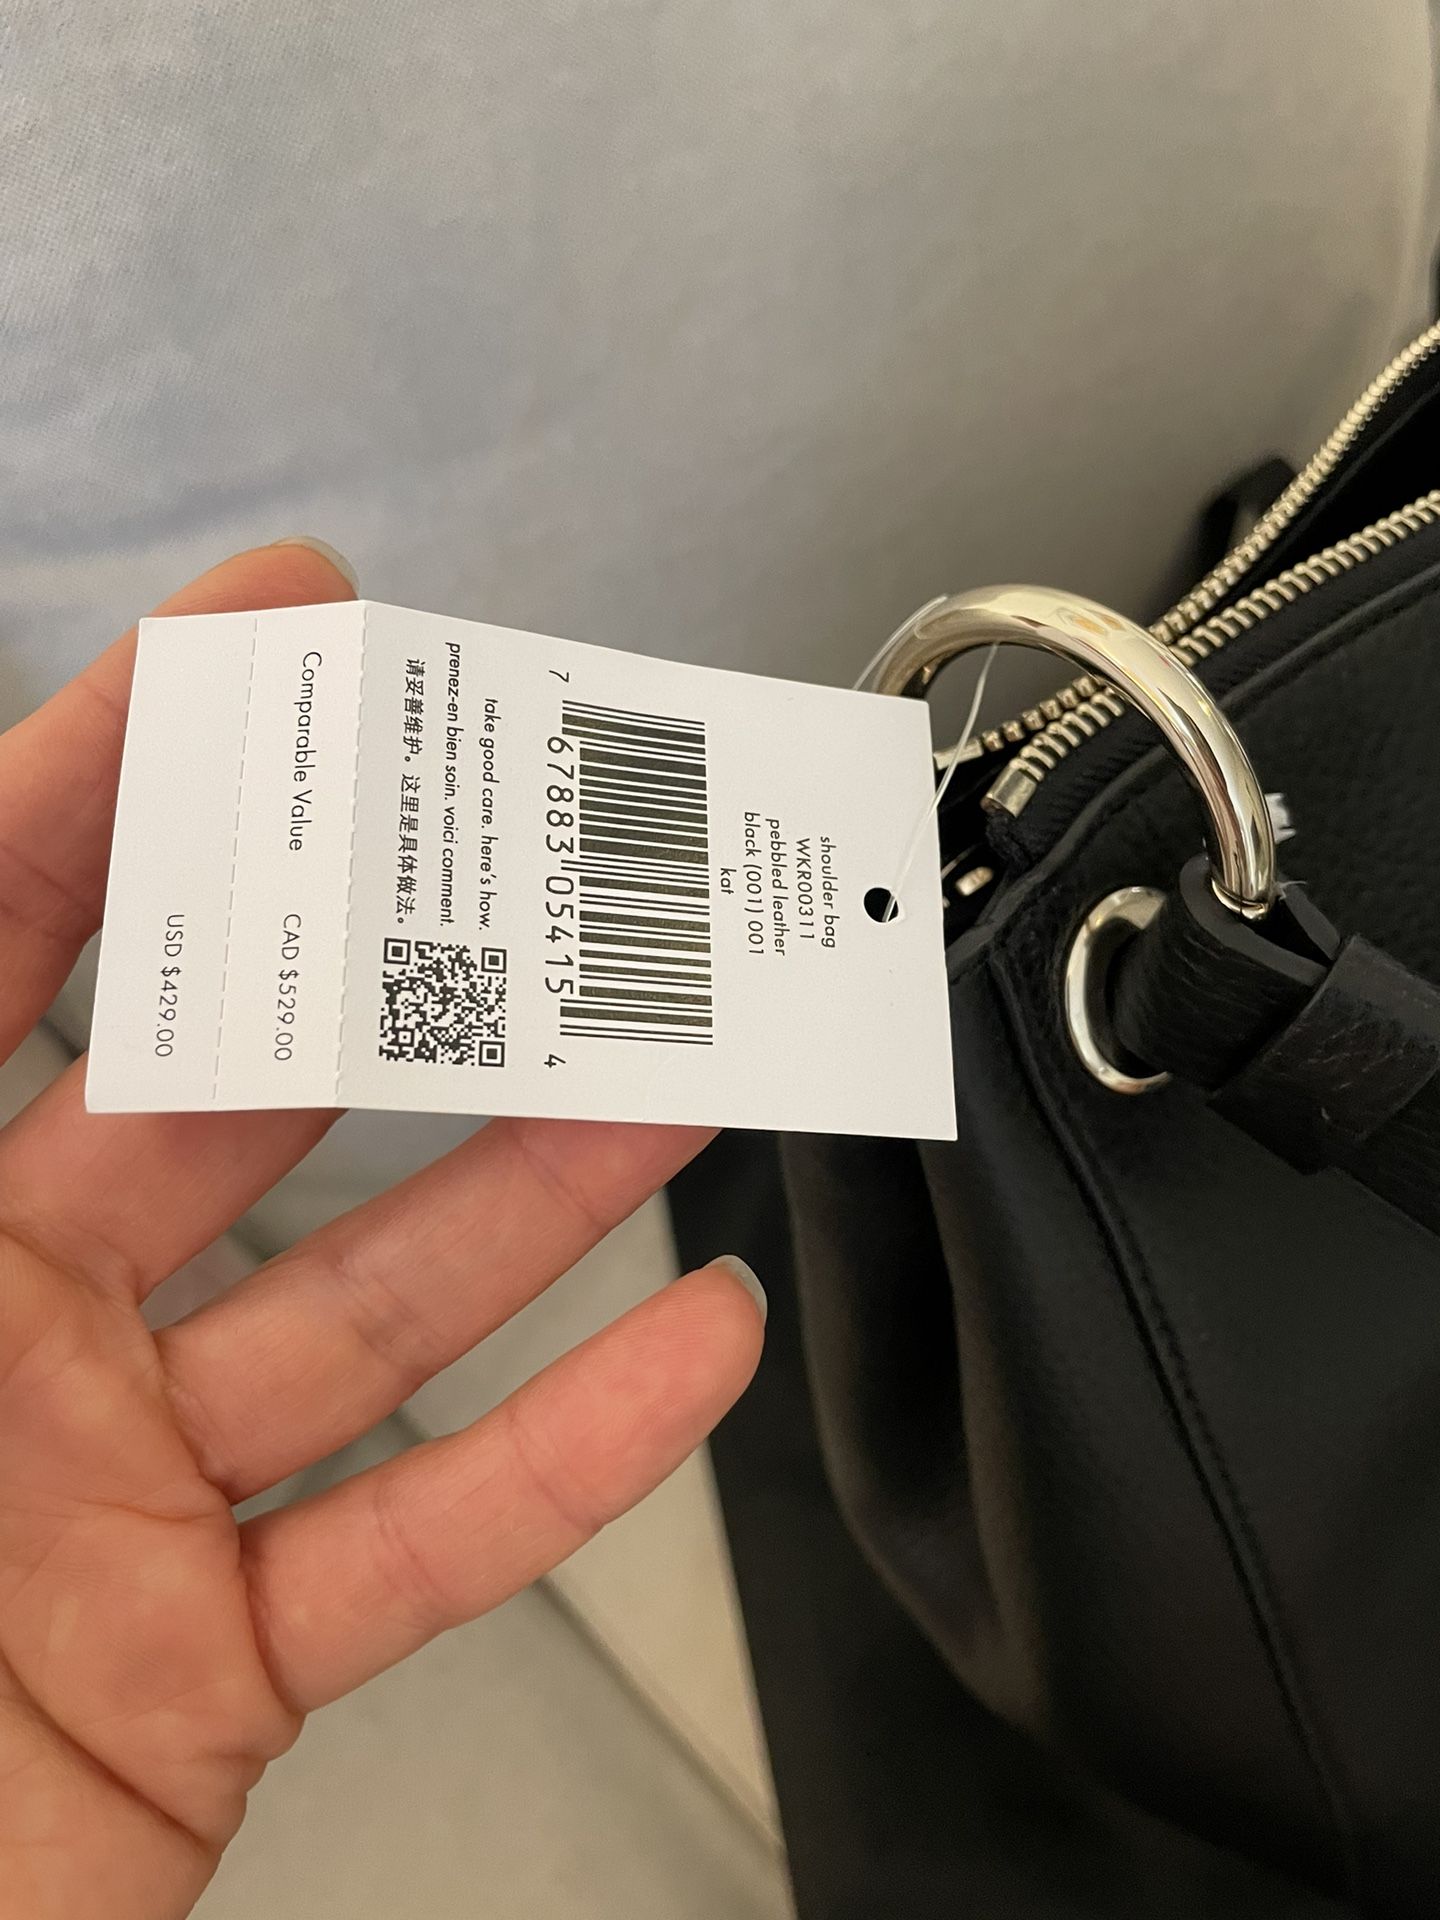 shoulder bag
WKR00311
pebbled leather
black (001) 001
kat
7 67883 05415 4
take good care. here's how.
prenez-en bien soin. voici comment.
请妥善维护。这里是具体做法。
Comparable Value CAD $529.00
USD $429.00